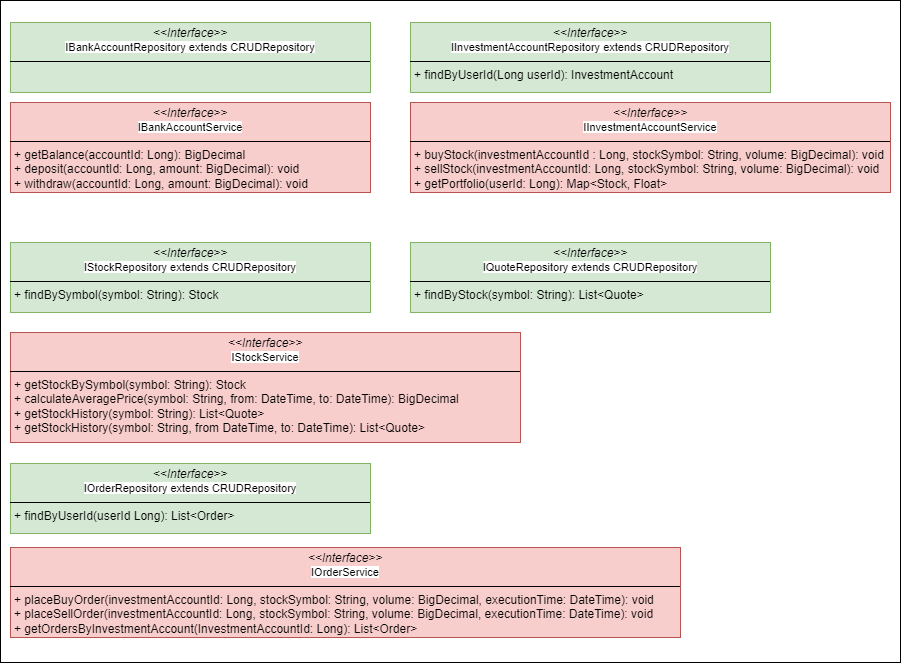 <<Interface>>
IBankAccountRepository extends CRUDRepository
<<Interface>>
IInvestmentAccountRepository extends CRUDRepository
+ findByUserId(Long userId): InvestmentAccount
<<Interface>>
IBankAccountService
+ getBalance(accountId: Long): BigDecimal
+ deposit(accountId: Long, amount: BigDecimal): void
+ withdraw(accountId: Long, amount: BigDecimal): void
<<Interface>>
IInvestmentAccountService
+ buyStock(investmentAccountId : Long, stockSymbol: String, volume: BigDecimal): void
+ sellStock(investmentAccountId: Long, stockSymbol: String, volume: BigDecimal): void
+ getPortfolio(userId: Long): Map<Stock, Float>
<<Interface>>
IStockRepository extends CRUDRepository
+ findBySymbol(symbol: String): Stock
<<Interface>>
IQuoteRepository extends CRUDRepository
+ findByStock(symbol: String): List<Quote>
<<Interface>>
IStockService
+ getStockBySymbol(symbol: String): Stock
+ calculateAveragePrice(symbol: String, from: DateTime, to: DateTime): BigDecimal
+ getStockHistory(symbol: String): List<Quote>
+ getStockHistory(symbol: String, from DateTime, to: DateTime): List<Quote>
<<Interface>>
IOrderRepository extends CRUDRepository
+ findByUserId(userId Long): List<Order>
<<Interface>>
IOrderService
+ placeBuyOrder(investmentAccountId: Long, stockSymbol: String, volume: BigDecimal, executionTime: DateTime): void
+ placeSellOrder(investmentAccountId: Long, stockSymbol: String, volume: BigDecimal, executionTime: DateTime): void
+ getOrdersByInvestmentAccount(InvestmentAccountId: Long): List<Order>